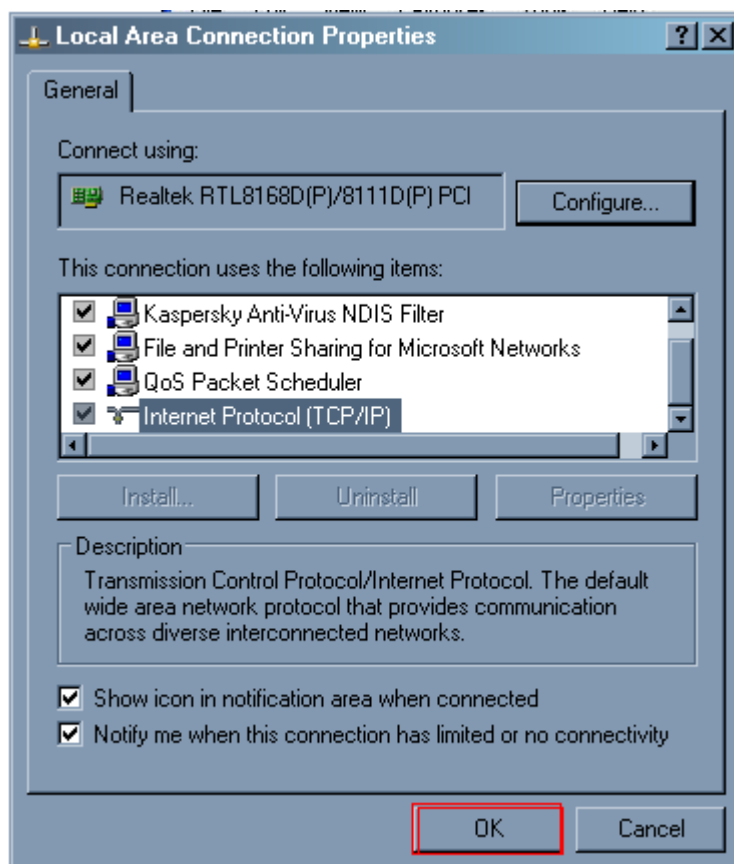 Local Area Connection Properties
General
Connect using:
Realtek RTL8168D(P)/8111D(P) PCI
Configure...
This connection uses the following items:
Kaspersky Anti-Virus NDIS Filter
File and Printer Sharing for Microsoft Networks
QoS Packet Scheduler
Internet Protocol (TCP/IP)
Install... Uninstall Properties
Description
Transmission Control Protocol/Internet Protocol. The default
wide area network protocol that provides communication
across diverse interconnected networks.
Show icon in notification area when connected
Notify me when this connection has limited or no connectivity
OK Cancel